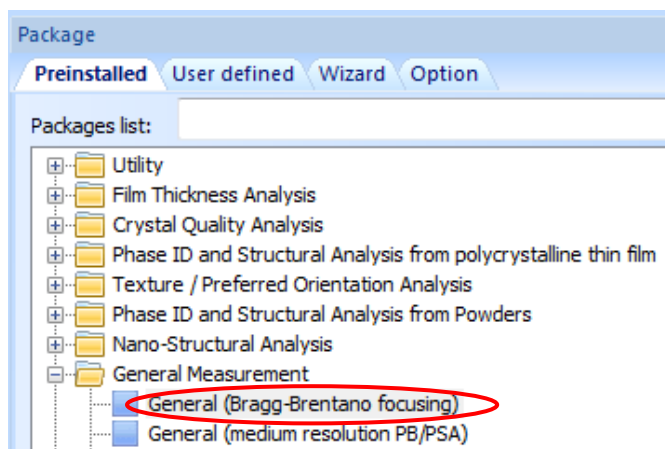 Package
Preinstalled User defined Wizard Option
Packages list:
Utility
Film Thickness Analysis
Crystal Quality Analysis
Phase ID and Structural Analysis from polycrystalline thin film
Texture / Preferred Orientation Analysis
Phase ID and Structural Analysis from Powders
Nano-Structural Analysis
General Measurement
General (Bragg-Brentano focusing)
General (medium resolution PB/PSA)